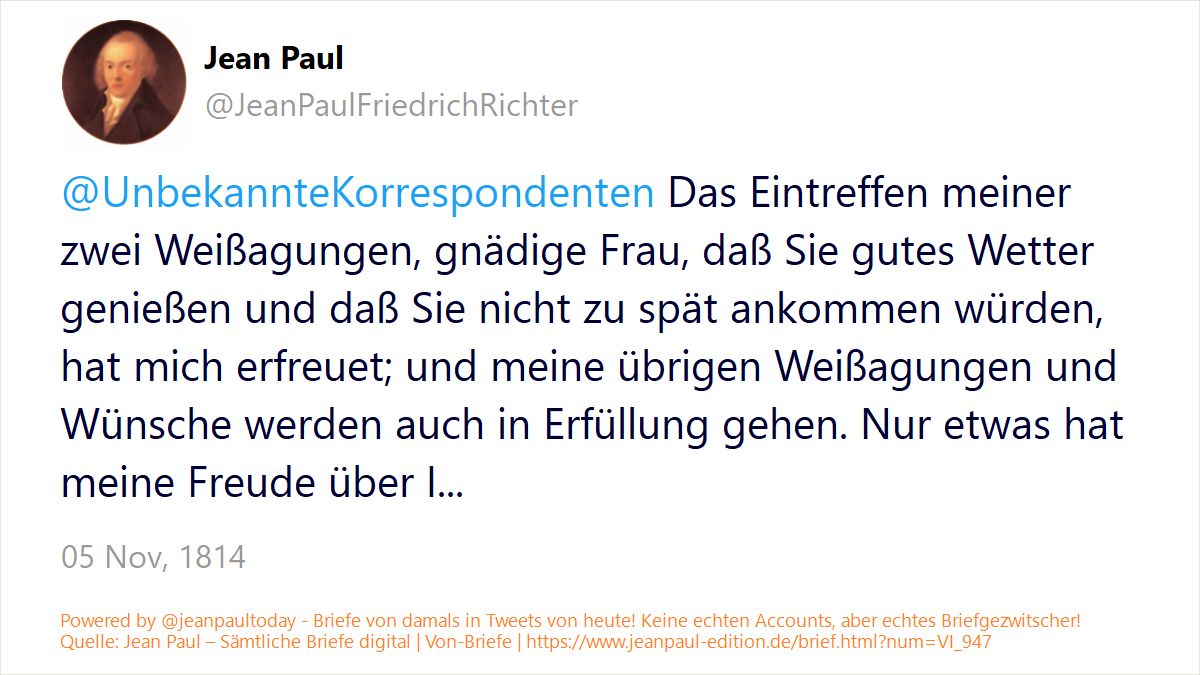 Jean Paul
@JeanPaulFriedrichRichter
@UnbekannteKorrespondenten Das Eintreffen meiner
zwei Weißagungen, gnädige Frau, daß Sie gutes Wetter
genießen und daß Sie nicht zu spät ankommen würden,
hat mich erfreuet; und meine übrigen Weißagungen und
Wünsche werden auch in Erfüllung gehen. Nur etwas hat
meine Freude über I...
05 Nov, 1814
Powered by @jeanpaultoday - Briefe von damals in Tweets von heute! Keine echten Accounts, aber echtes Briefgezwitscher!
Quelle: Jean Paul – Sämtliche Briefe digital | Von-Briefe | https://www.jeanpaul-edition.de/brief.html?num=VI_947